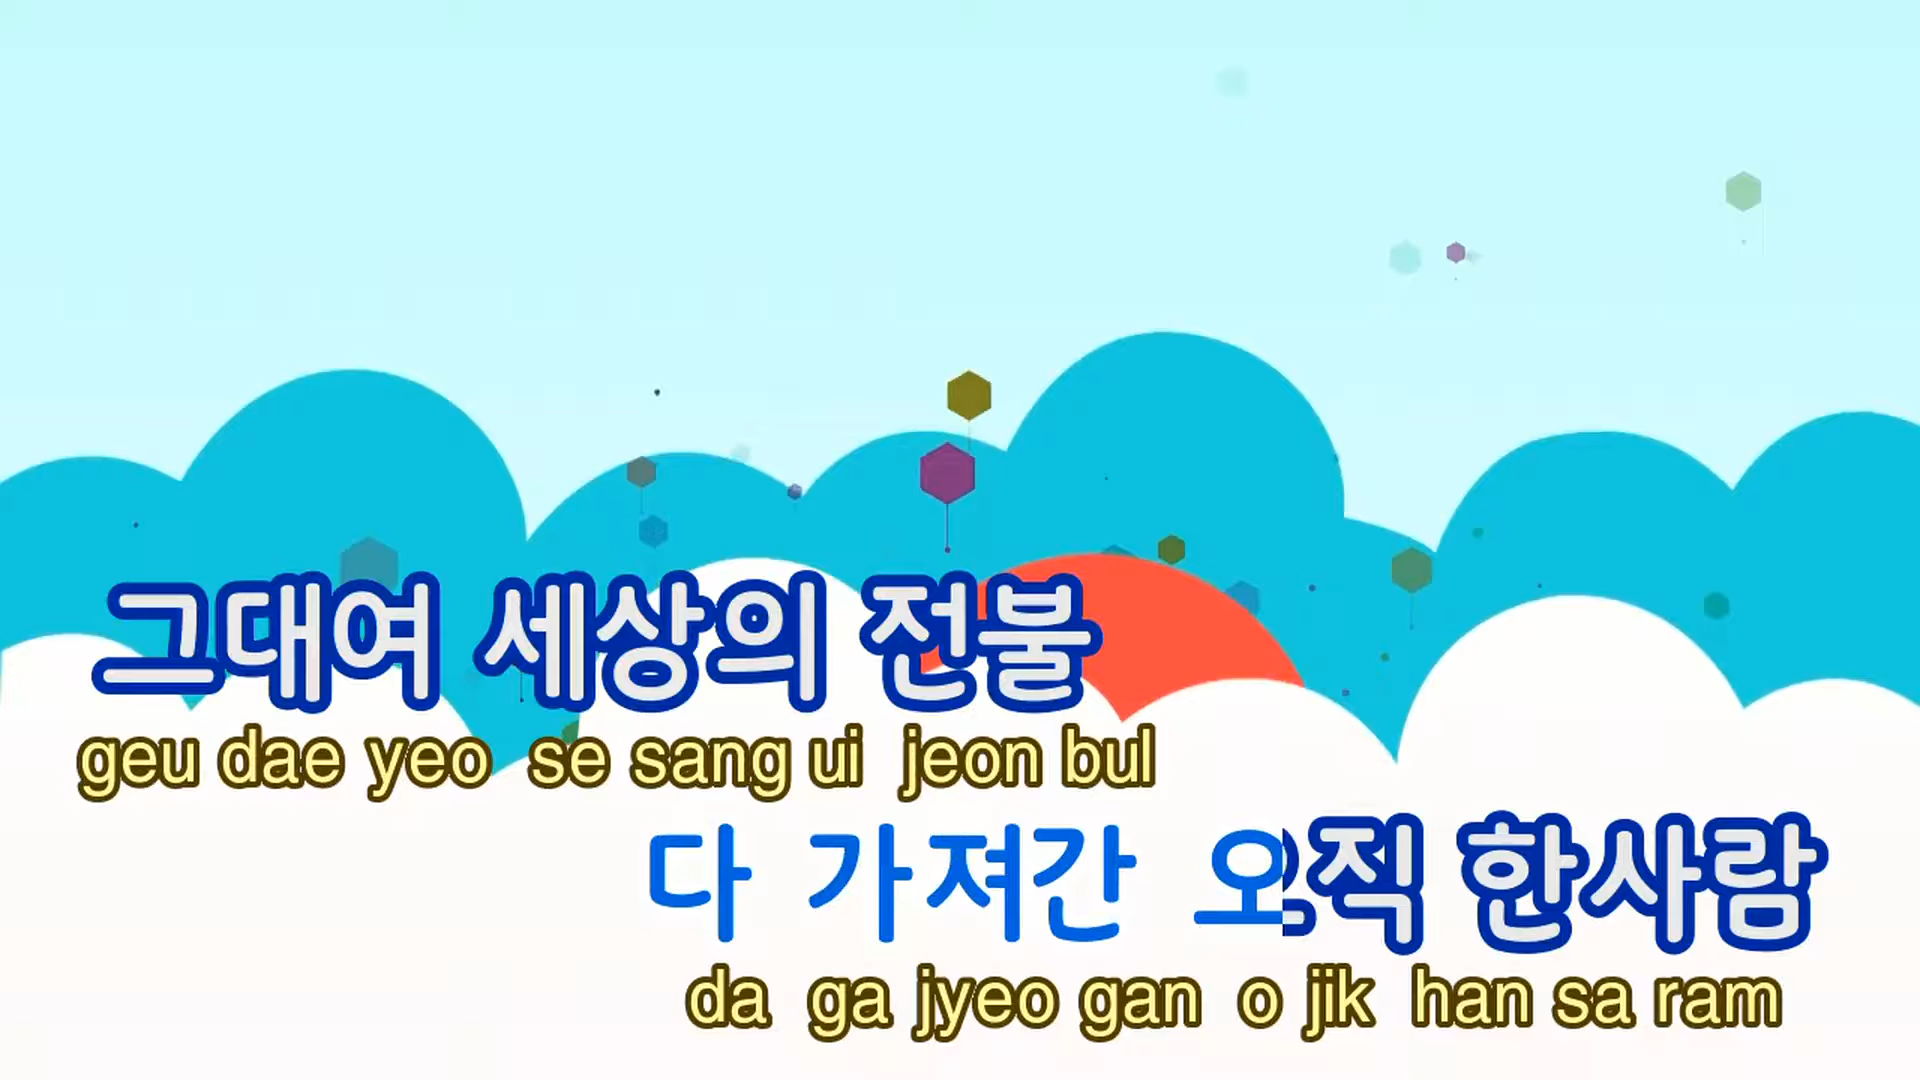 그대여 세상의 전불
geu dae yeo se sang ui jeon bul
다 가져간 오직 한사람
da ga jyeo gan o jik han sa ram